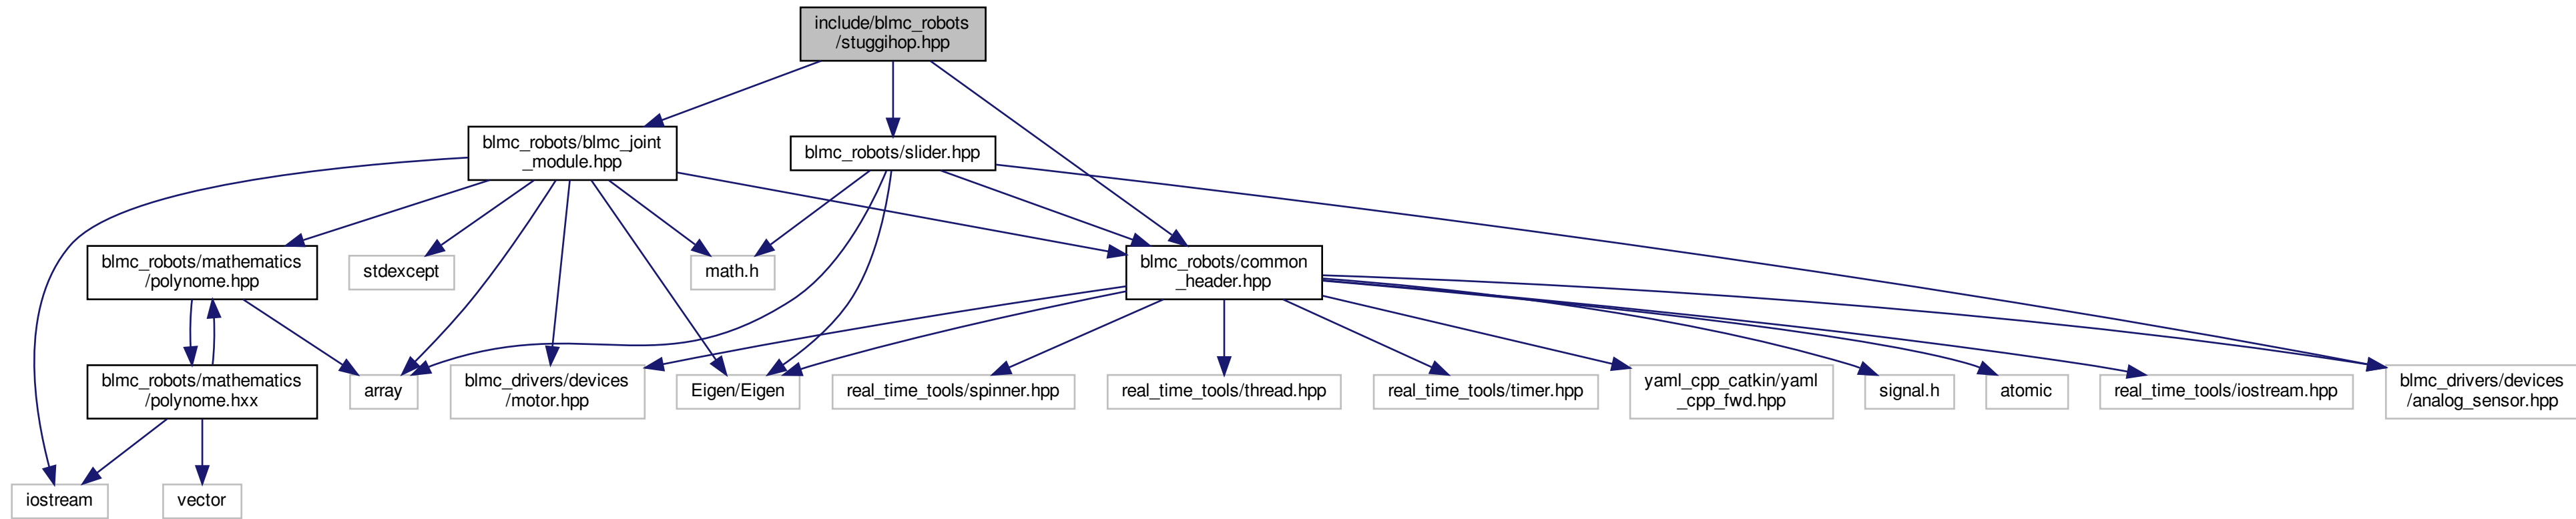 include/blmc_robots
/stuggihop.hpp
blmc_robots/blmc_joint
_module.hpp
blmc_robots/slider.hpp
blmc_robots/mathematics
/polynome.hpp
stdexcept
math.h
blmc_robots/common
_header.hpp
blmc_robots/mathematics
/polynome.hxx
array
blmc_drivers/devices
/motor.hpp
Eigen/Eigen
real_time_tools/spinner.hpp
real_time_tools/thread.hpp
real_time_tools/timer.hpp
yaml_cpp_catkin/yaml
_cpp_fwd.hpp
signal.h
atomic
real_time_tools/iostream.hpp
blmc_drivers/devices
/analog_sensor.hpp
iostream
vector